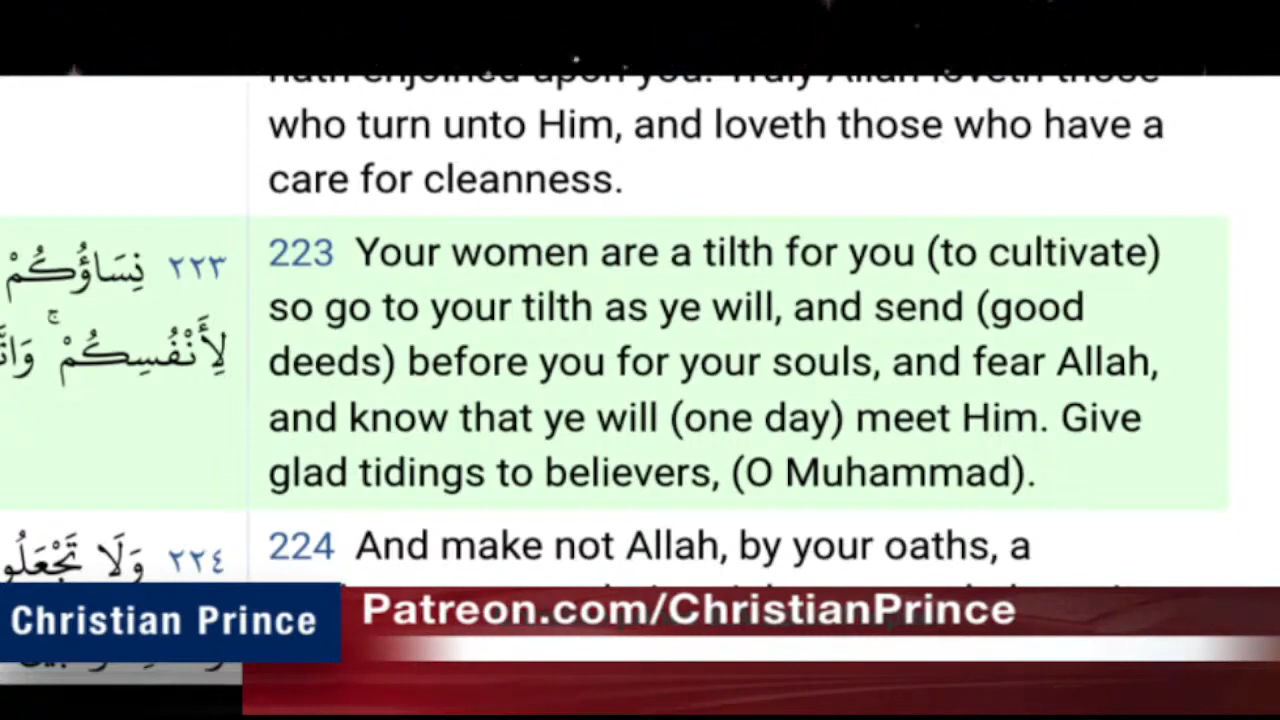 who turn unto Him, and loveth those who have a
care for cleanness.
٢٢٣ نِسَاؤُكُمْ
223 Your women are a tilth for you (to cultivate)
so go to your tilth as ye will, and send (good
لِأَنْفُسِكُمْ ۚ
deeds) before you for your souls, and fear Allah,
and know that ye will (one day) meet Him. Give
glad tidings to believers, (O Muhammad).
٢٢٤ وَلَا
224 And make not Allah, by your oaths, a
Christian Prince
Patreon.com/ChristianPrince